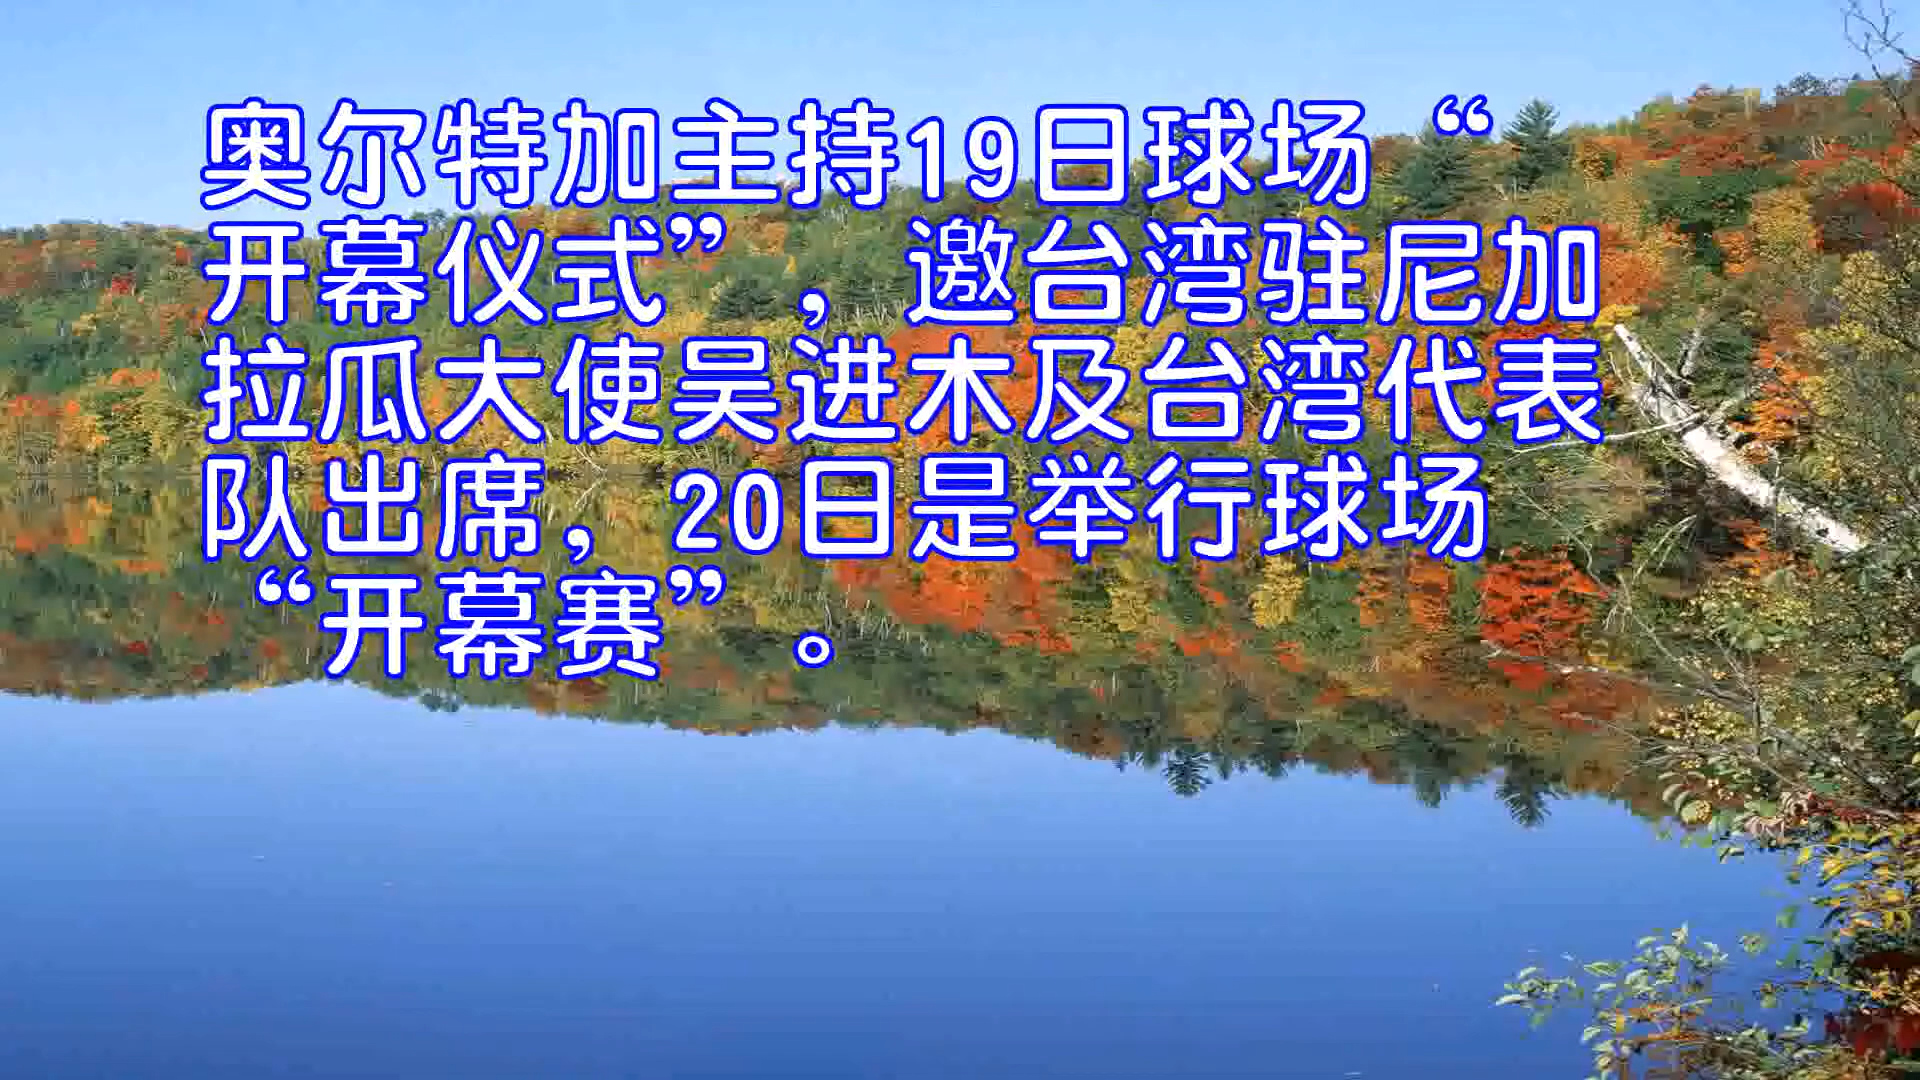 奥尔特加主持19日球场“
开幕仪式”，邀台湾驻尼加
拉瓜大使吴进木及台湾代表
队出席，20日是举行球场
“开幕赛”。